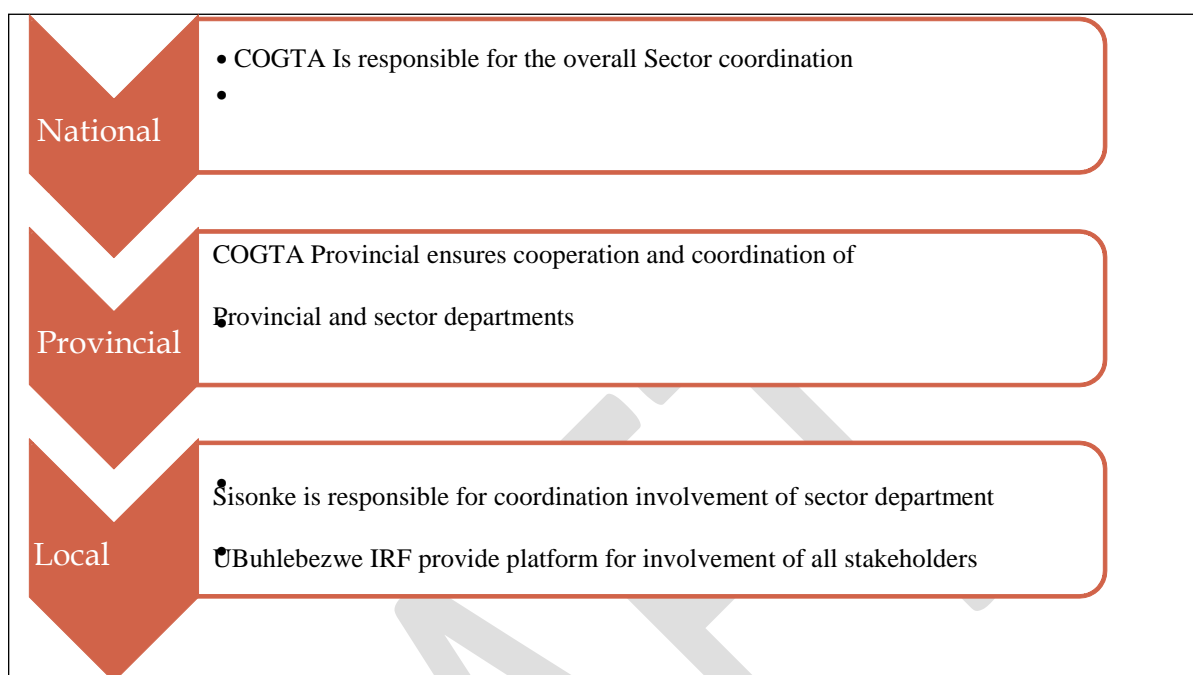 • COGTA Is responsible for the overall Sector coordination
•
National
COGTA Provincial ensures cooperation and coordination of
Provincial and sector departments
•
Provincial
•
Sisonke is responsible for coordination involvement of sector department
•
UBuhlebezwe IRF provide platform for involvement of all stakeholders
Local